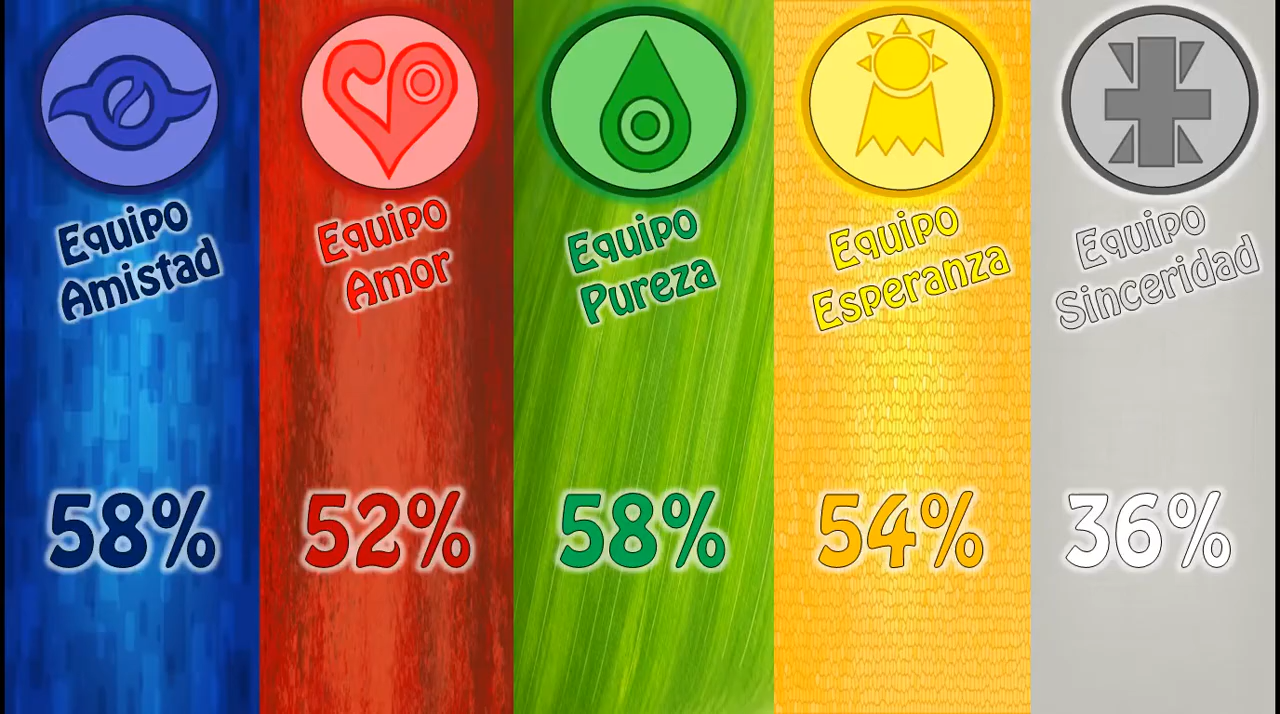 Equipo
Amistad
58%
Equipo
Amor
52%
Equipo
Pureza
58%
Equipo
Esperanza
54%
Equipo
Sinceridad
36%